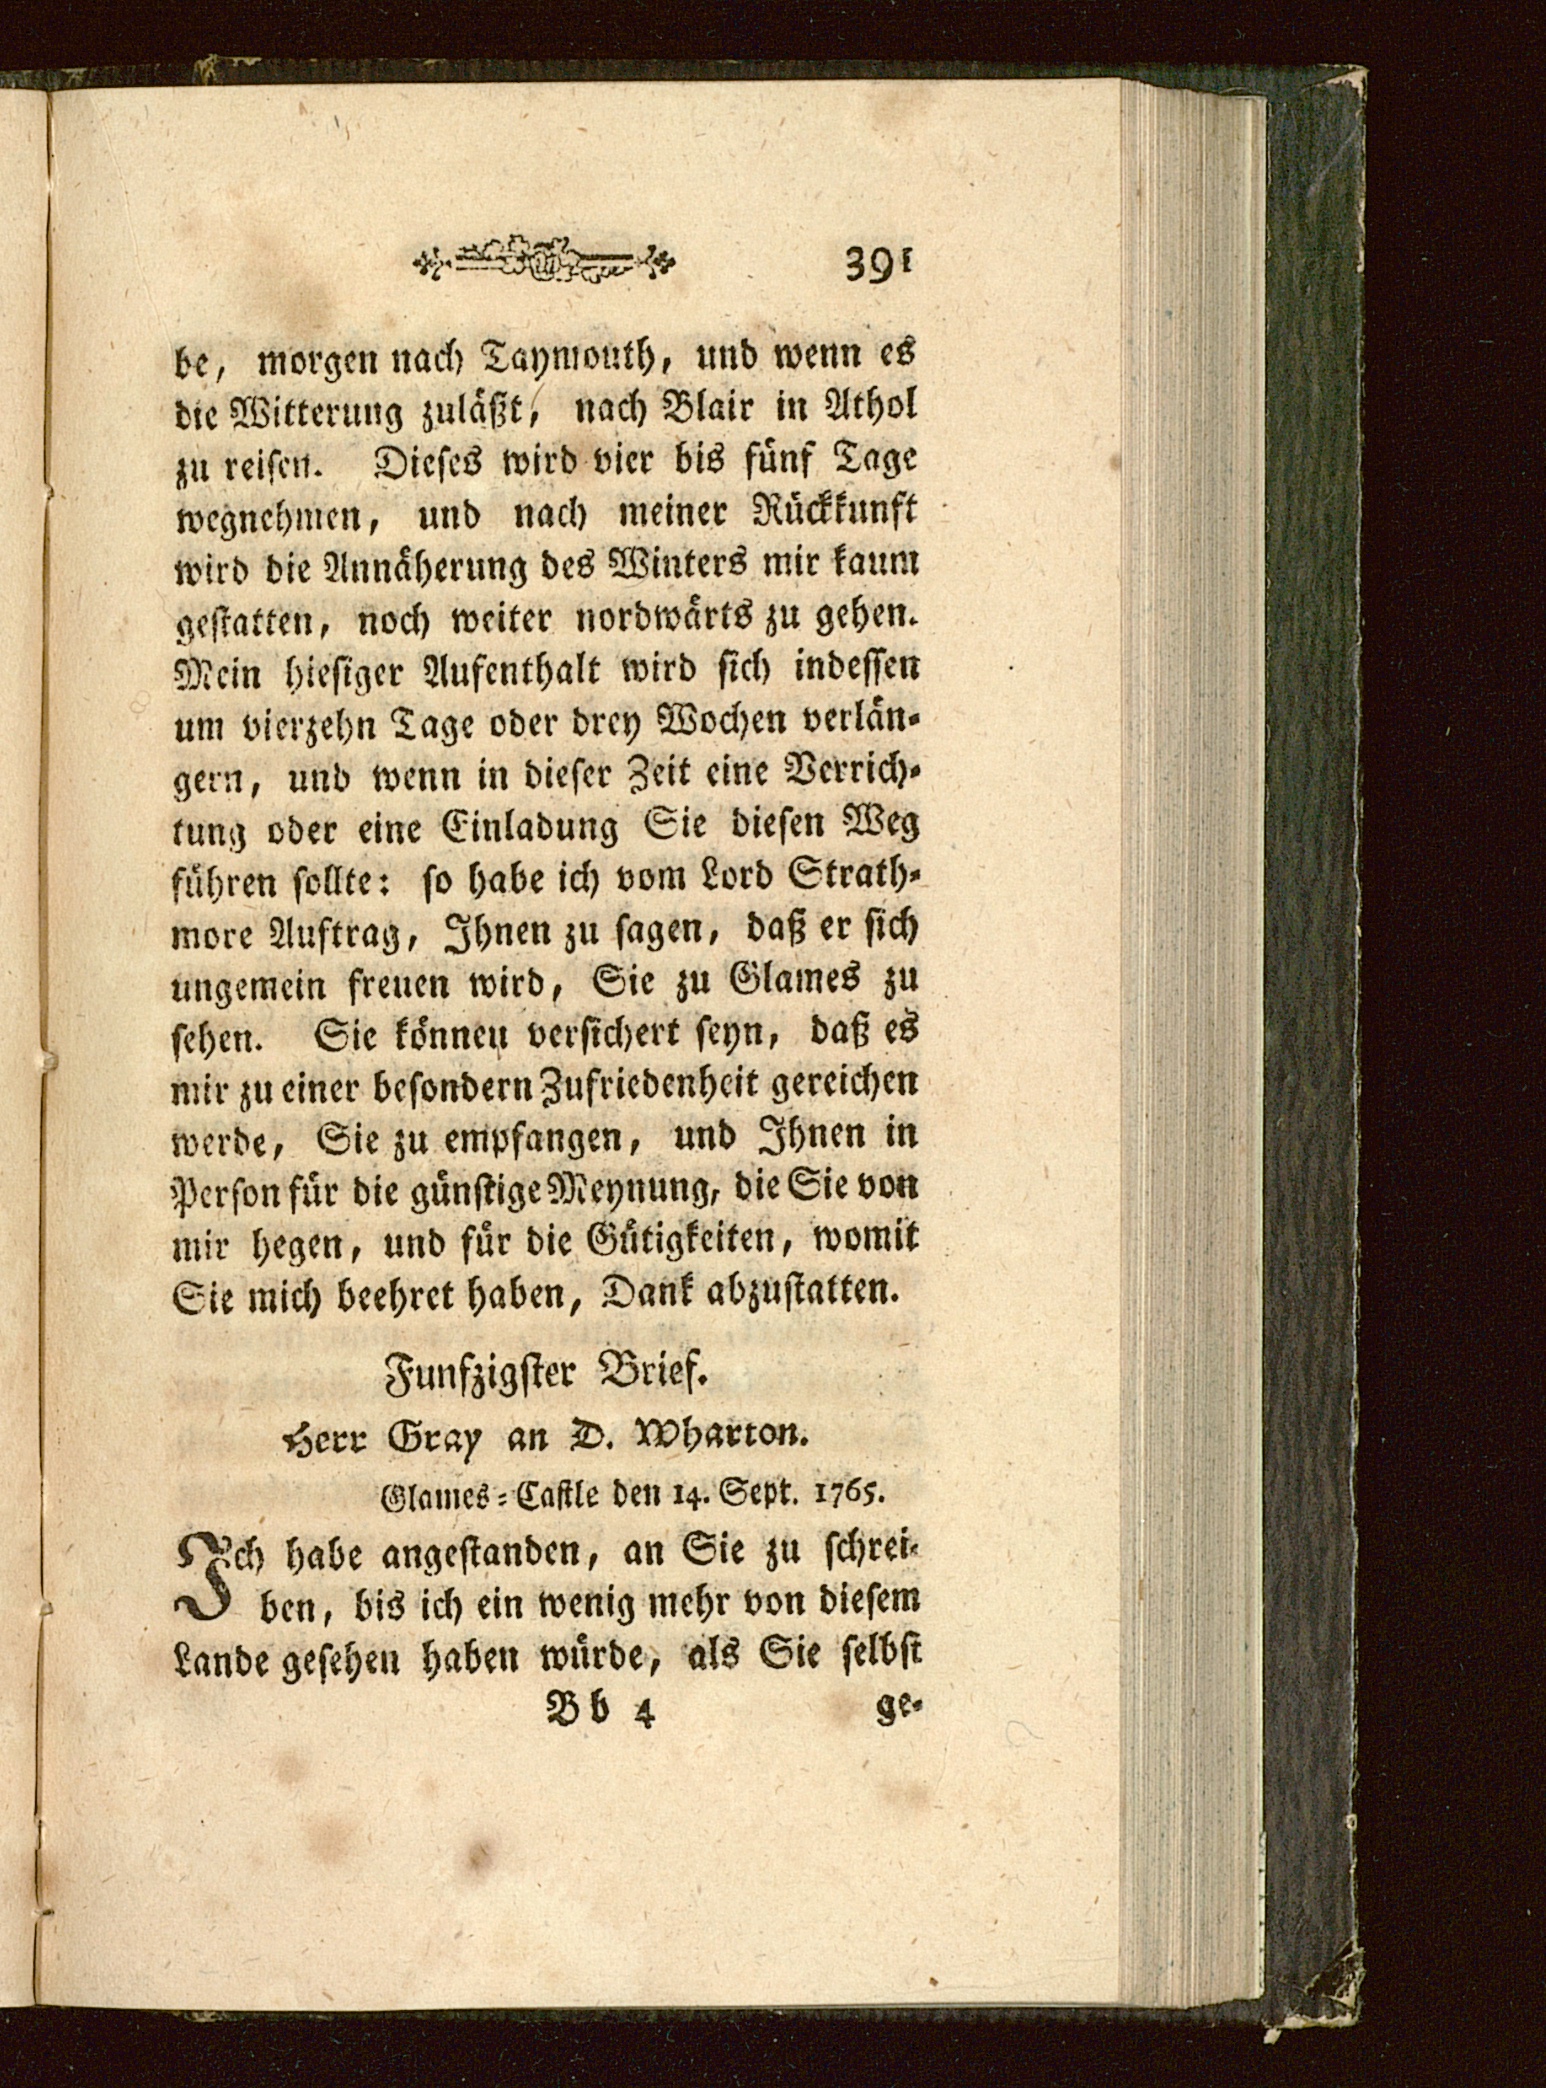 391
be, morgen nach Taymouth, und wenn es
die Witterung zuläßt, nach Blair in Athol
zu reisen. Dieses wird vier bis fünf Tage
wegnehmen, und nach meiner Rückkunft
wird die Annäherung des Winters mir kaum
gestatten, noch weiter nordwärts zu gehen.
Mein hiesiger Aufenthalt wird sich indessen
um vierzehn Tage oder drey Wochen verlän-
gern, und wenn in dieser Zeit eine Verrich-
tung oder eine Einladung Sie diesen Weg
führen sollte: so habe ich vom Lord Strath-
more Auftrag, Ihnen zu sagen, daß er sich
ungemein freuen wird, Sie zu Glames zu
sehen. Sie könneu versichert seyn, daß es
mir zu einer besondern Zufriedenheit gereichen
werde, Sie zu empfangen, und Ihnen in
Person für die günstige Meynung, die Sie von
mir hegen, und für die Gütigkeiten, womit
Sie mich beehret haben, Dank abzustatten.
Funfzigster Brief.
Herr Gray an D. Wharton.
Glames-Castle den 14. Sept. 1765.
Ich habe angestanden, an Sie zu schrei-
ben, bis ich ein wenig mehr von diesem
Lande gesehen haben würde, als Sie selbst
Bb 4 ge-